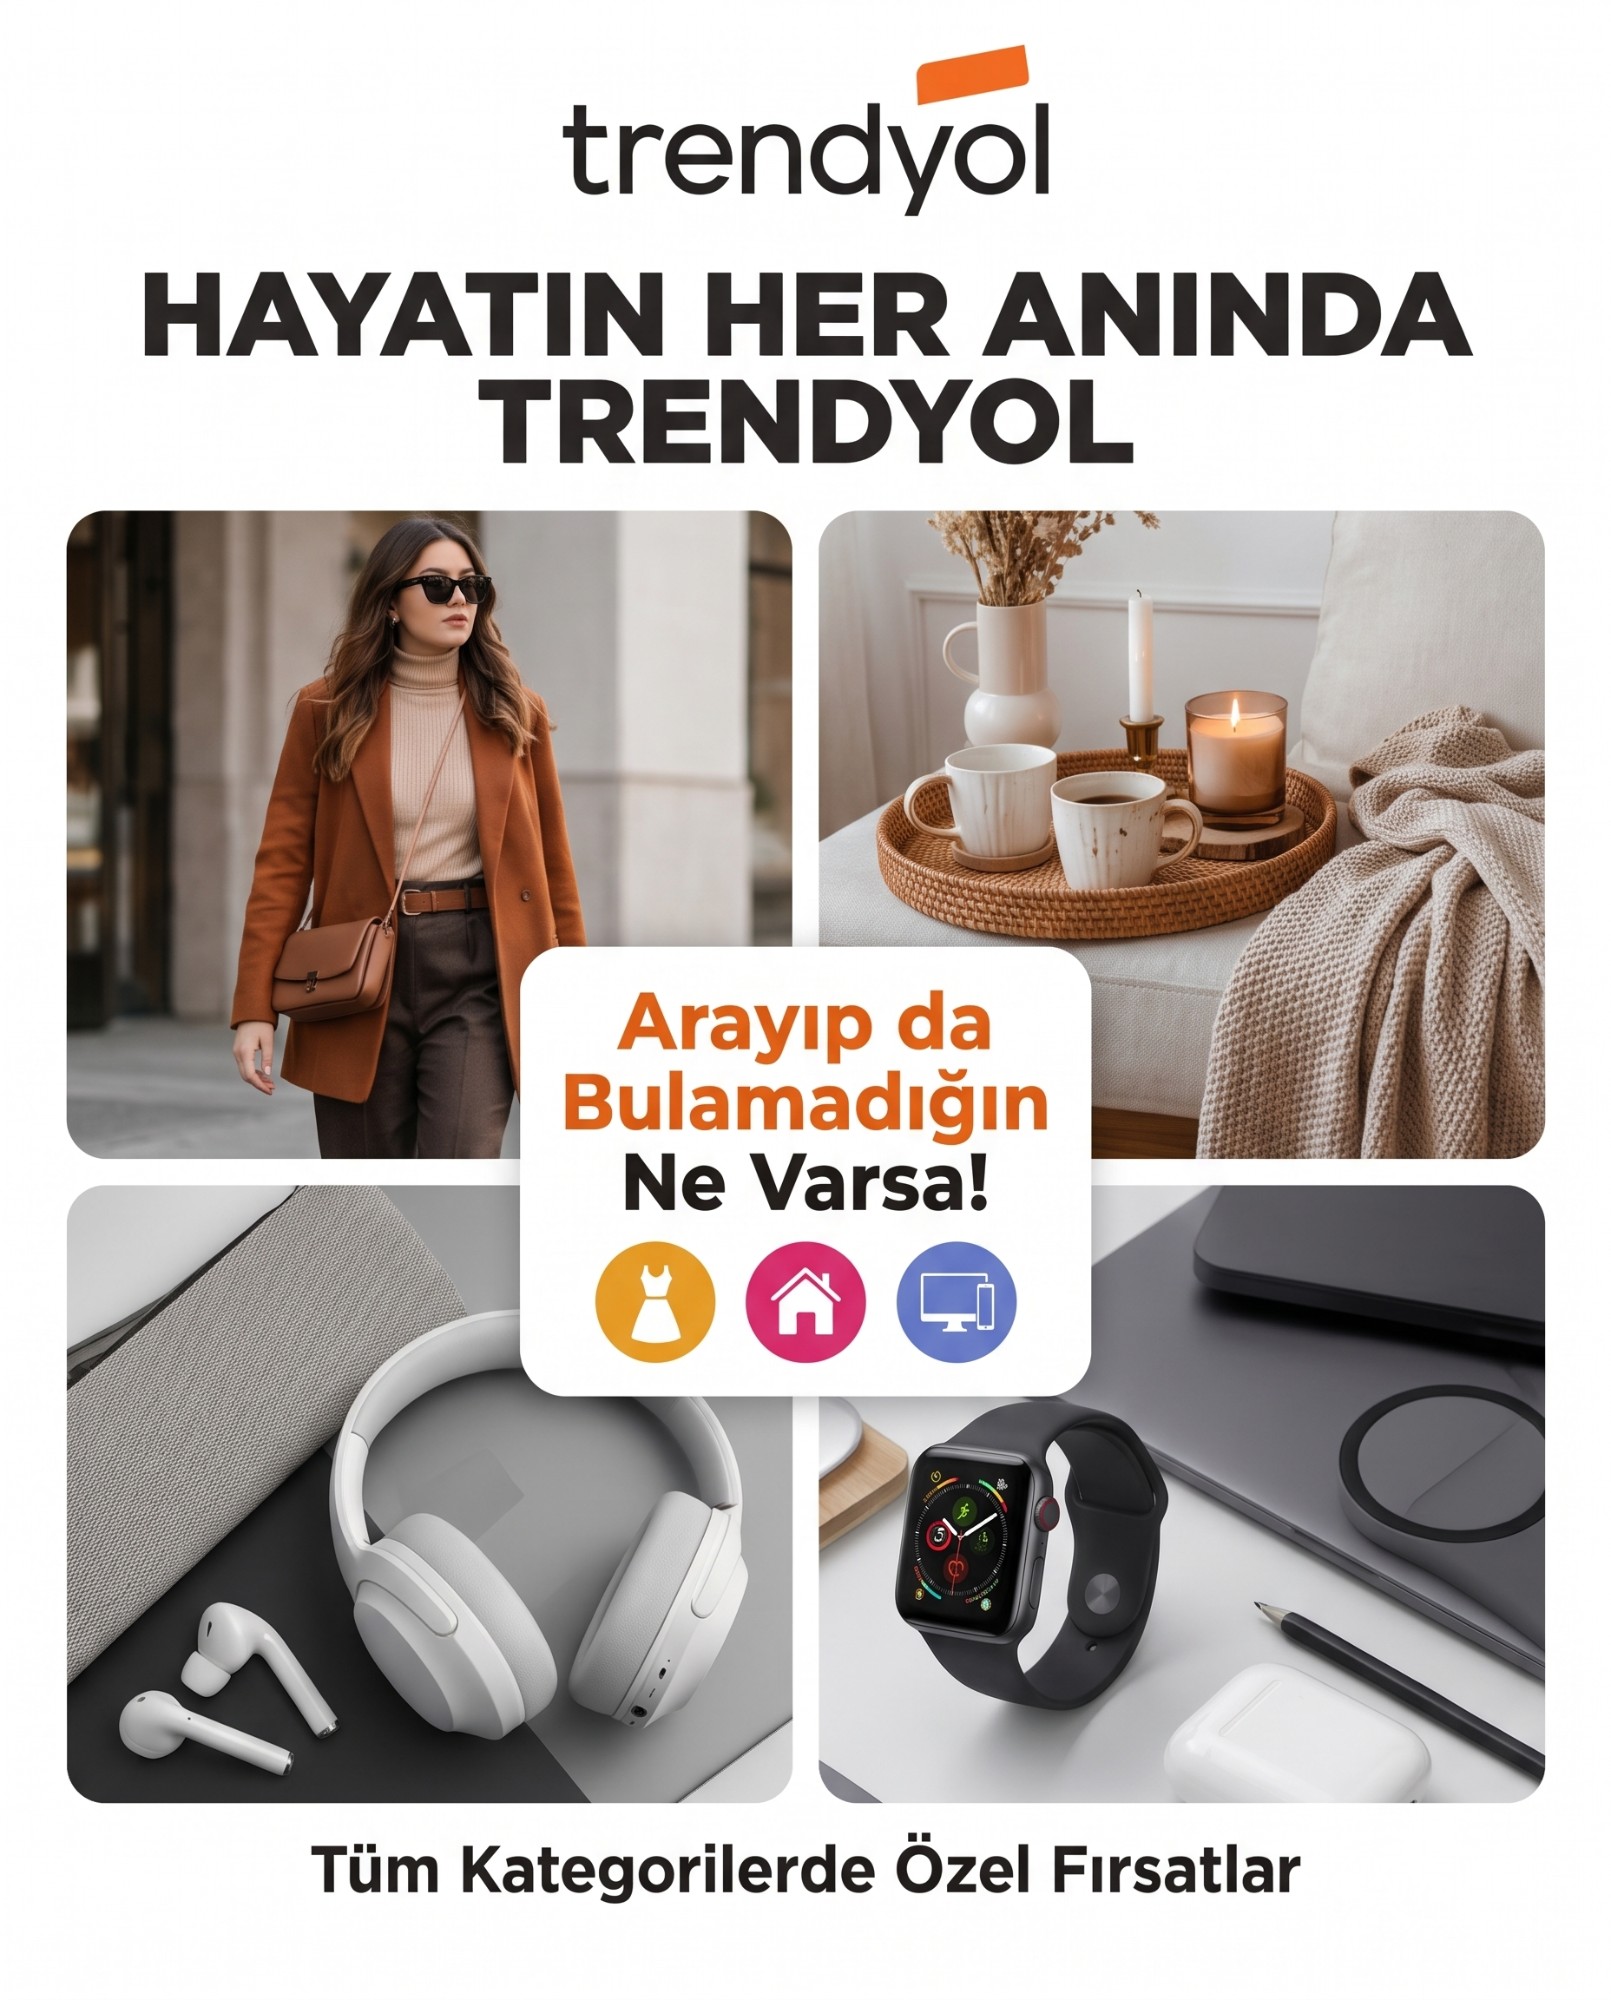 trendyol
HAYATIN HER ANINDA
TRENDYOL
Arayıp da
Bulamadığın
Ne Varsa!
Tüm Kategorilerde Özel Fırsatlar